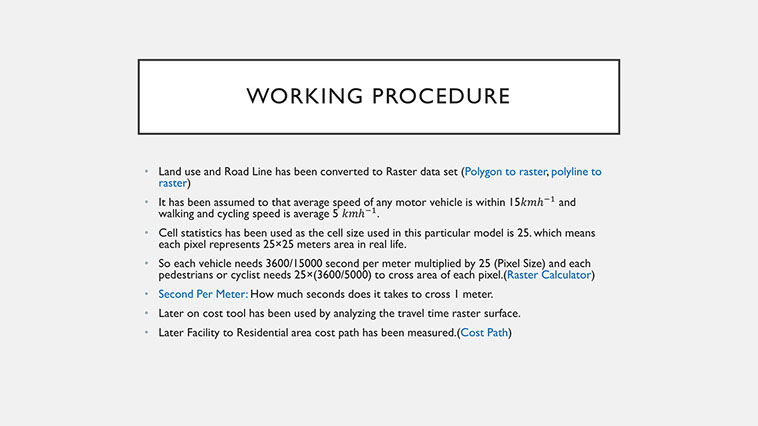 WORKING PROCEDURE
• Land use and Road Line has been converted to Raster data set (Polygon to raster, polyline to
raster)
• It has been assumed to that average speed of any motor vehicle is within 15kmh⁻¹ and
walking and cycling speed is average 5 kmh⁻¹.
• Cell statistics has been used as the cell size used in this particular model is 25. which means
each pixel represents 25×25 meters area in real life.
• So each vehicle needs 3600/15000 second per meter multiplied by 25 (Pixel Size) and each
pedestrians or cyclist needs 25×(3600/5000) to cross area of each pixel.(Raster Calculator)
• Second Per Meter: How much seconds does it takes to cross 1 meter.
• Later on cost tool has been used by analyzing the travel time raster surface.
• Later Facility to Residential area cost path has been measured.(Cost Path)